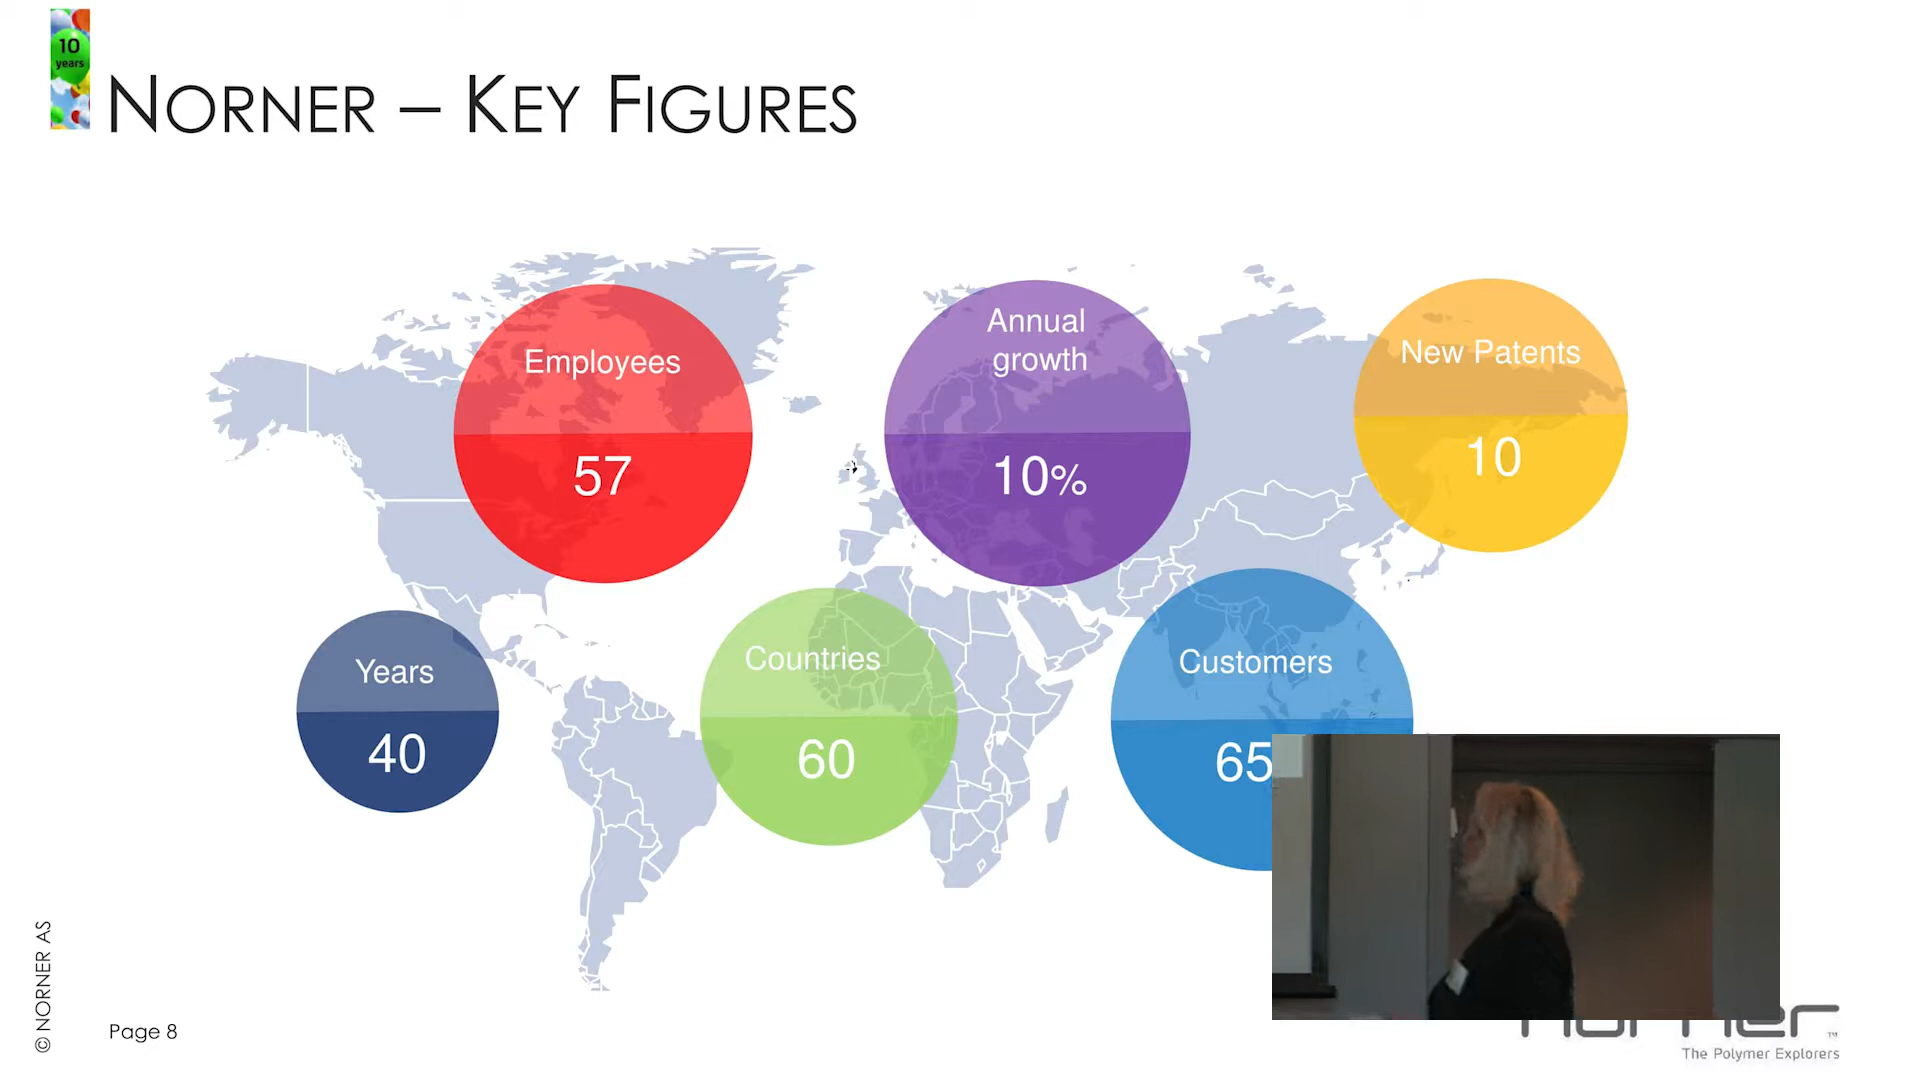 10
years
NORNER – KEY FIGURES
Employees
57
Annual
growth
10%
New Patents
10
Years
40
Countries
60
Customers
© NORNER AS
Page 8
norner™
The Polymer Explorers